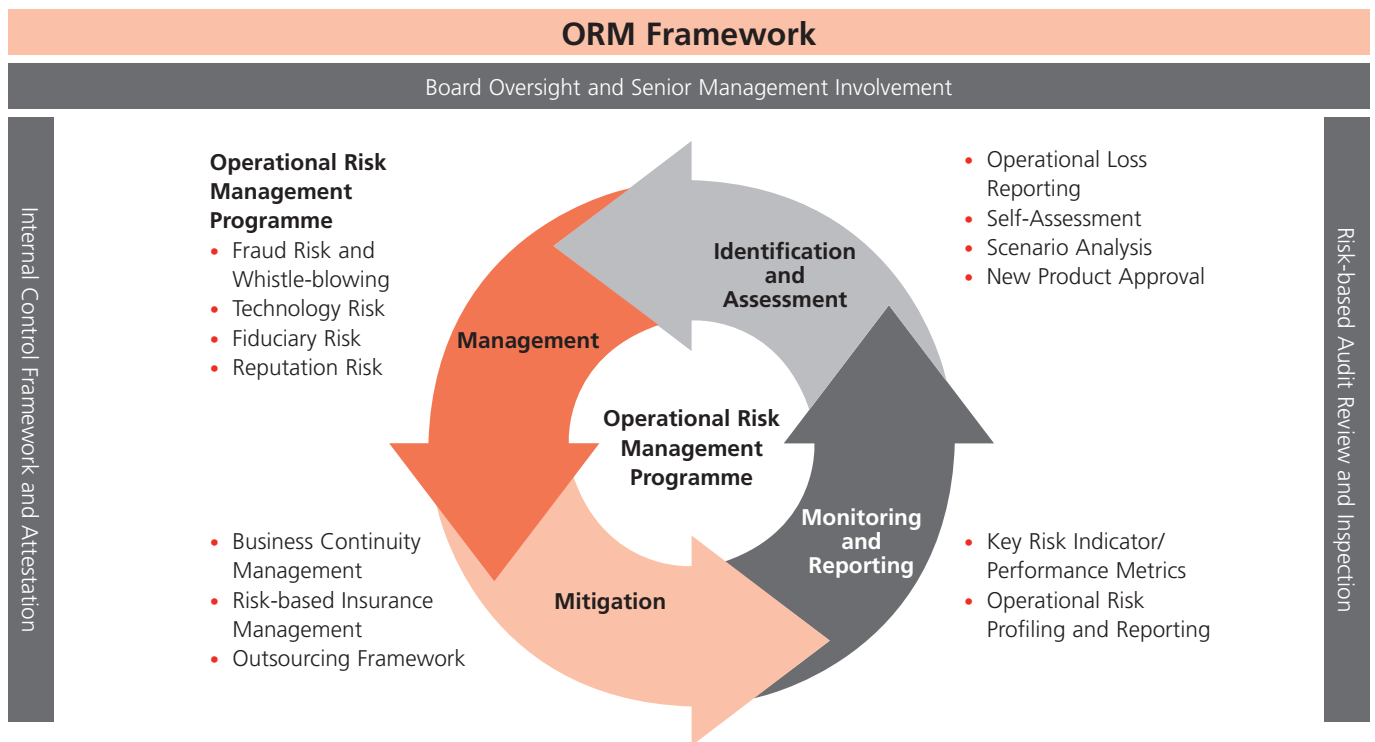 ORM Framework
Board Oversight and Senior Management Involvement
Internal Control Framework and Attestation
Operational Risk
Management
Programme
• Fraud Risk and
Whistle-blowing
• Technology Risk
• Fiduciary Risk
• Reputation Risk
• Operational Loss
Reporting
• Self-Assessment
• Scenario Analysis
• New Product Approval
Identification
and
Assessment
Management
Operational Risk
Management
Programme
Monitoring
and
Reporting
Mitigation
• Business Continuity
Management
• Risk-based Insurance
Management
• Outsourcing Framework
• Key Risk Indicator/
Performance Metrics
• Operational Risk
Profiling and Reporting
Risk-based Audit Review and Inspection